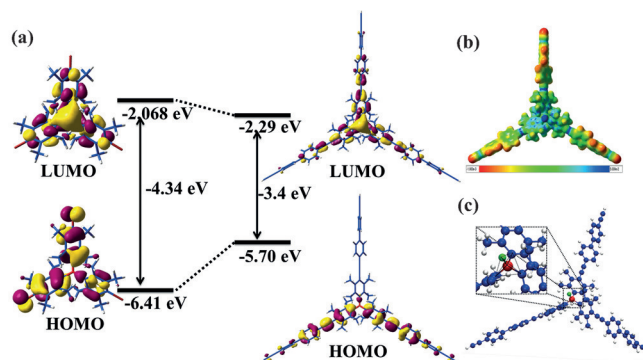 (a)
(b)
-2.068 eV
-2.29 eV
LUMO
LUMO
-4.34 eV
-3.4 eV
(c)
-5.70 eV
-6.41 eV
HOMO
HOMO